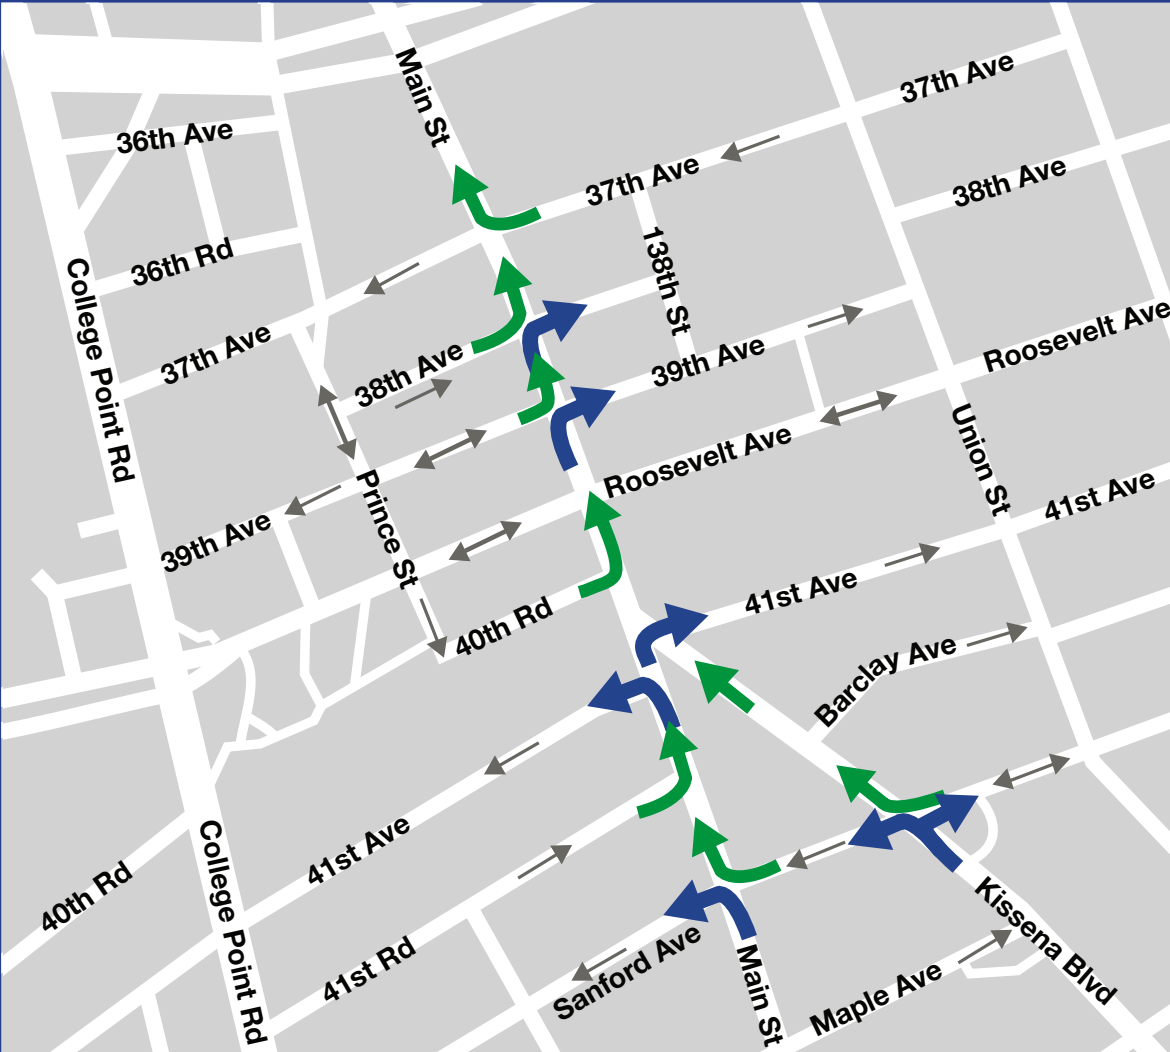 Main St
37th Ave
36th Ave
37th Ave
38th Ave
138th St
36th Rd
College Point Rd
37th Ave
38th Ave
39th Ave
Roosevelt Ave
Union St
Roosevelt Ave
41st Ave
39th Ave
Prince St
40th Rd
41st Ave
Barclay Ave
41st Ave
40th Rd
College Point Rd
41st Rd
Sanford Ave
Main St
Maple Ave
Kissena Blvd